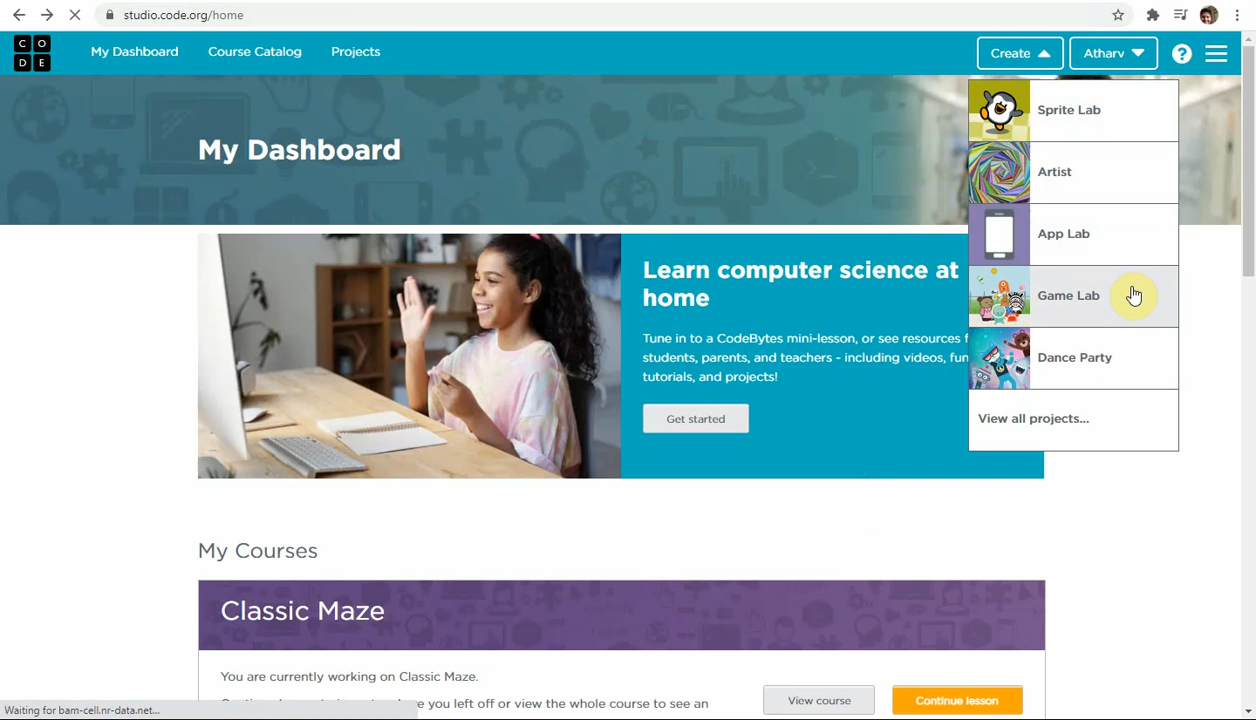 studio.code.org/home
C O
D E
My Dashboard
Course Catalog
Projects
Create
Atharv
?
My Dashboard
Sprite Lab
Artist
App Lab
Game Lab
Dance Party
View all projects...
Learn computer science at
home
Tune in to a CodeBytes mini-lesson, or see resources f
students, parents, and teachers - including videos, fun
tutorials, and projects!
Get started
My Courses
Classic Maze
You are currently working on Classic Maze.
you left off or view the whole course to see an
View course
Continue lesson
Waiting for bam-cell.nr-data.net...